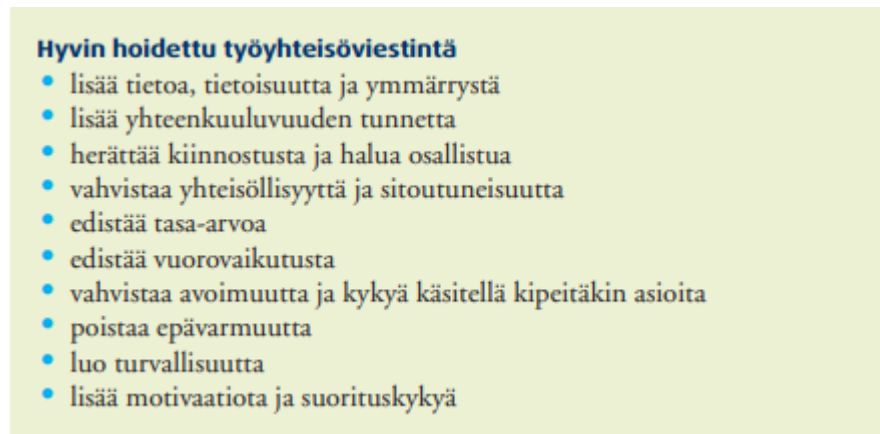 Hyvin hoidettu työyhteisöviestintä
• lisää tietoa, tietoisuutta ja ymmärrystä
• lisää yhteenkuuluvuuden tunnetta
• herättää kiinnostusta ja halua osallistua
• vahvistaa yhteisöllisyyttä ja sitoutuneisuutta
• edistää tasa-arvoa
• edistää vuorovaikutusta
• vahvistaa avoimuutta ja kykyä käsitellä kipeitäkin asioita
• poistaa epävarmuutta
• luo turvallisuutta
• lisää motivaatiota ja suorituskykyä